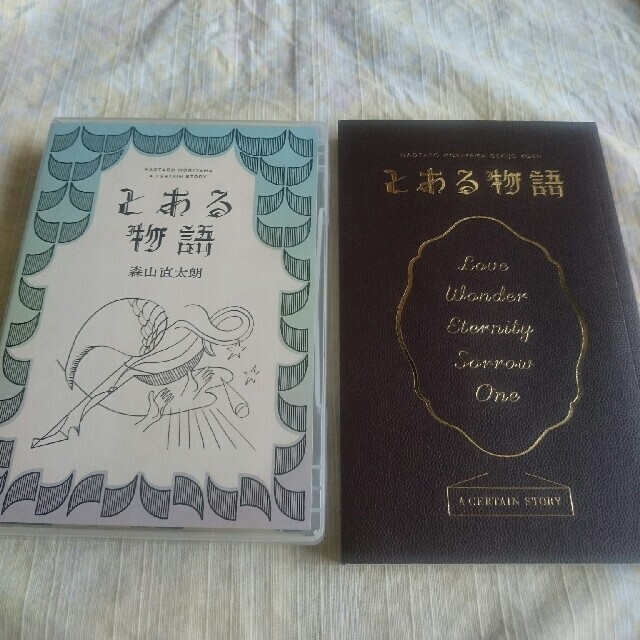 NAOTARO MORIYAMA
A CERTAIN STORY
とある
物語
森山直太朗
NAOTARO MORIYAMA GEKIJO KOEN
とある物語
Love
Wonder
Eternity
Sorrow
One
A CERTAIN STORY